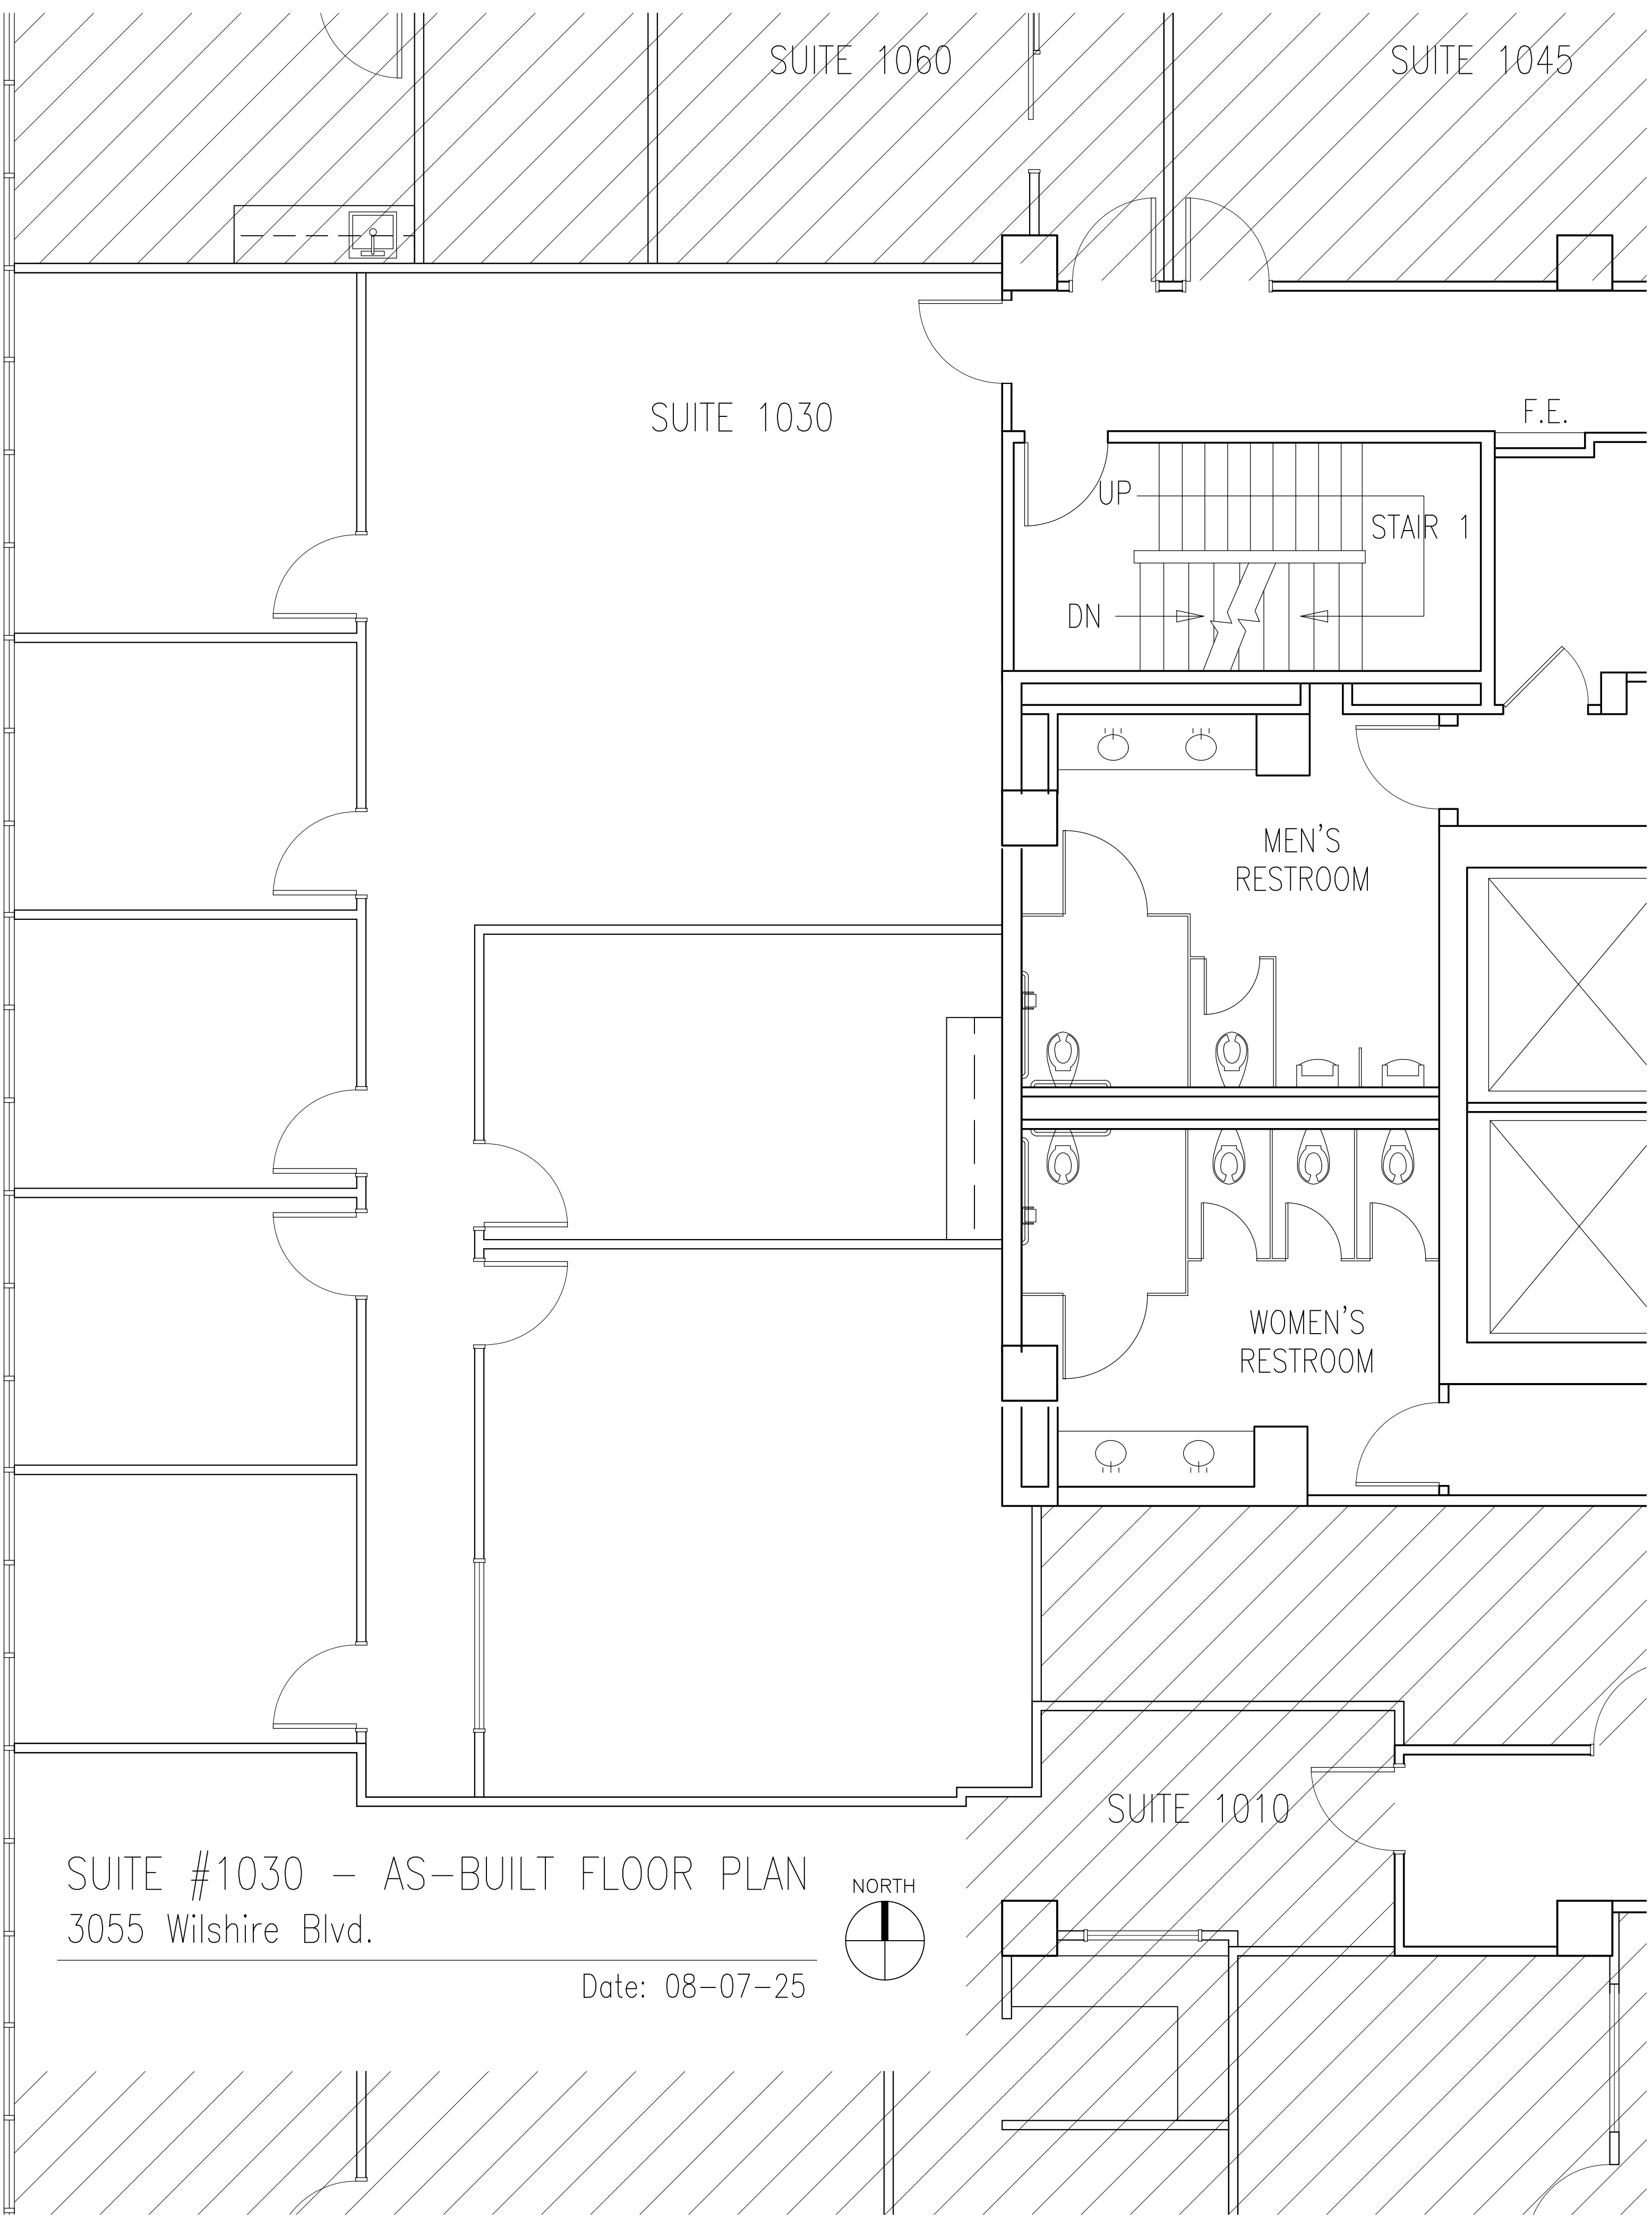 SUITE 1060
SUITE 1045
SUITE 1030
F.E.
UP
STAIR 1
DN
MEN'S
RESTROOM
WOMEN'S
RESTROOM
SUITE 1010
SUITE #1030 - AS-BUILT FLOOR PLAN
3055 Wilshire Blvd.
Date: 08-07-25
NORTH